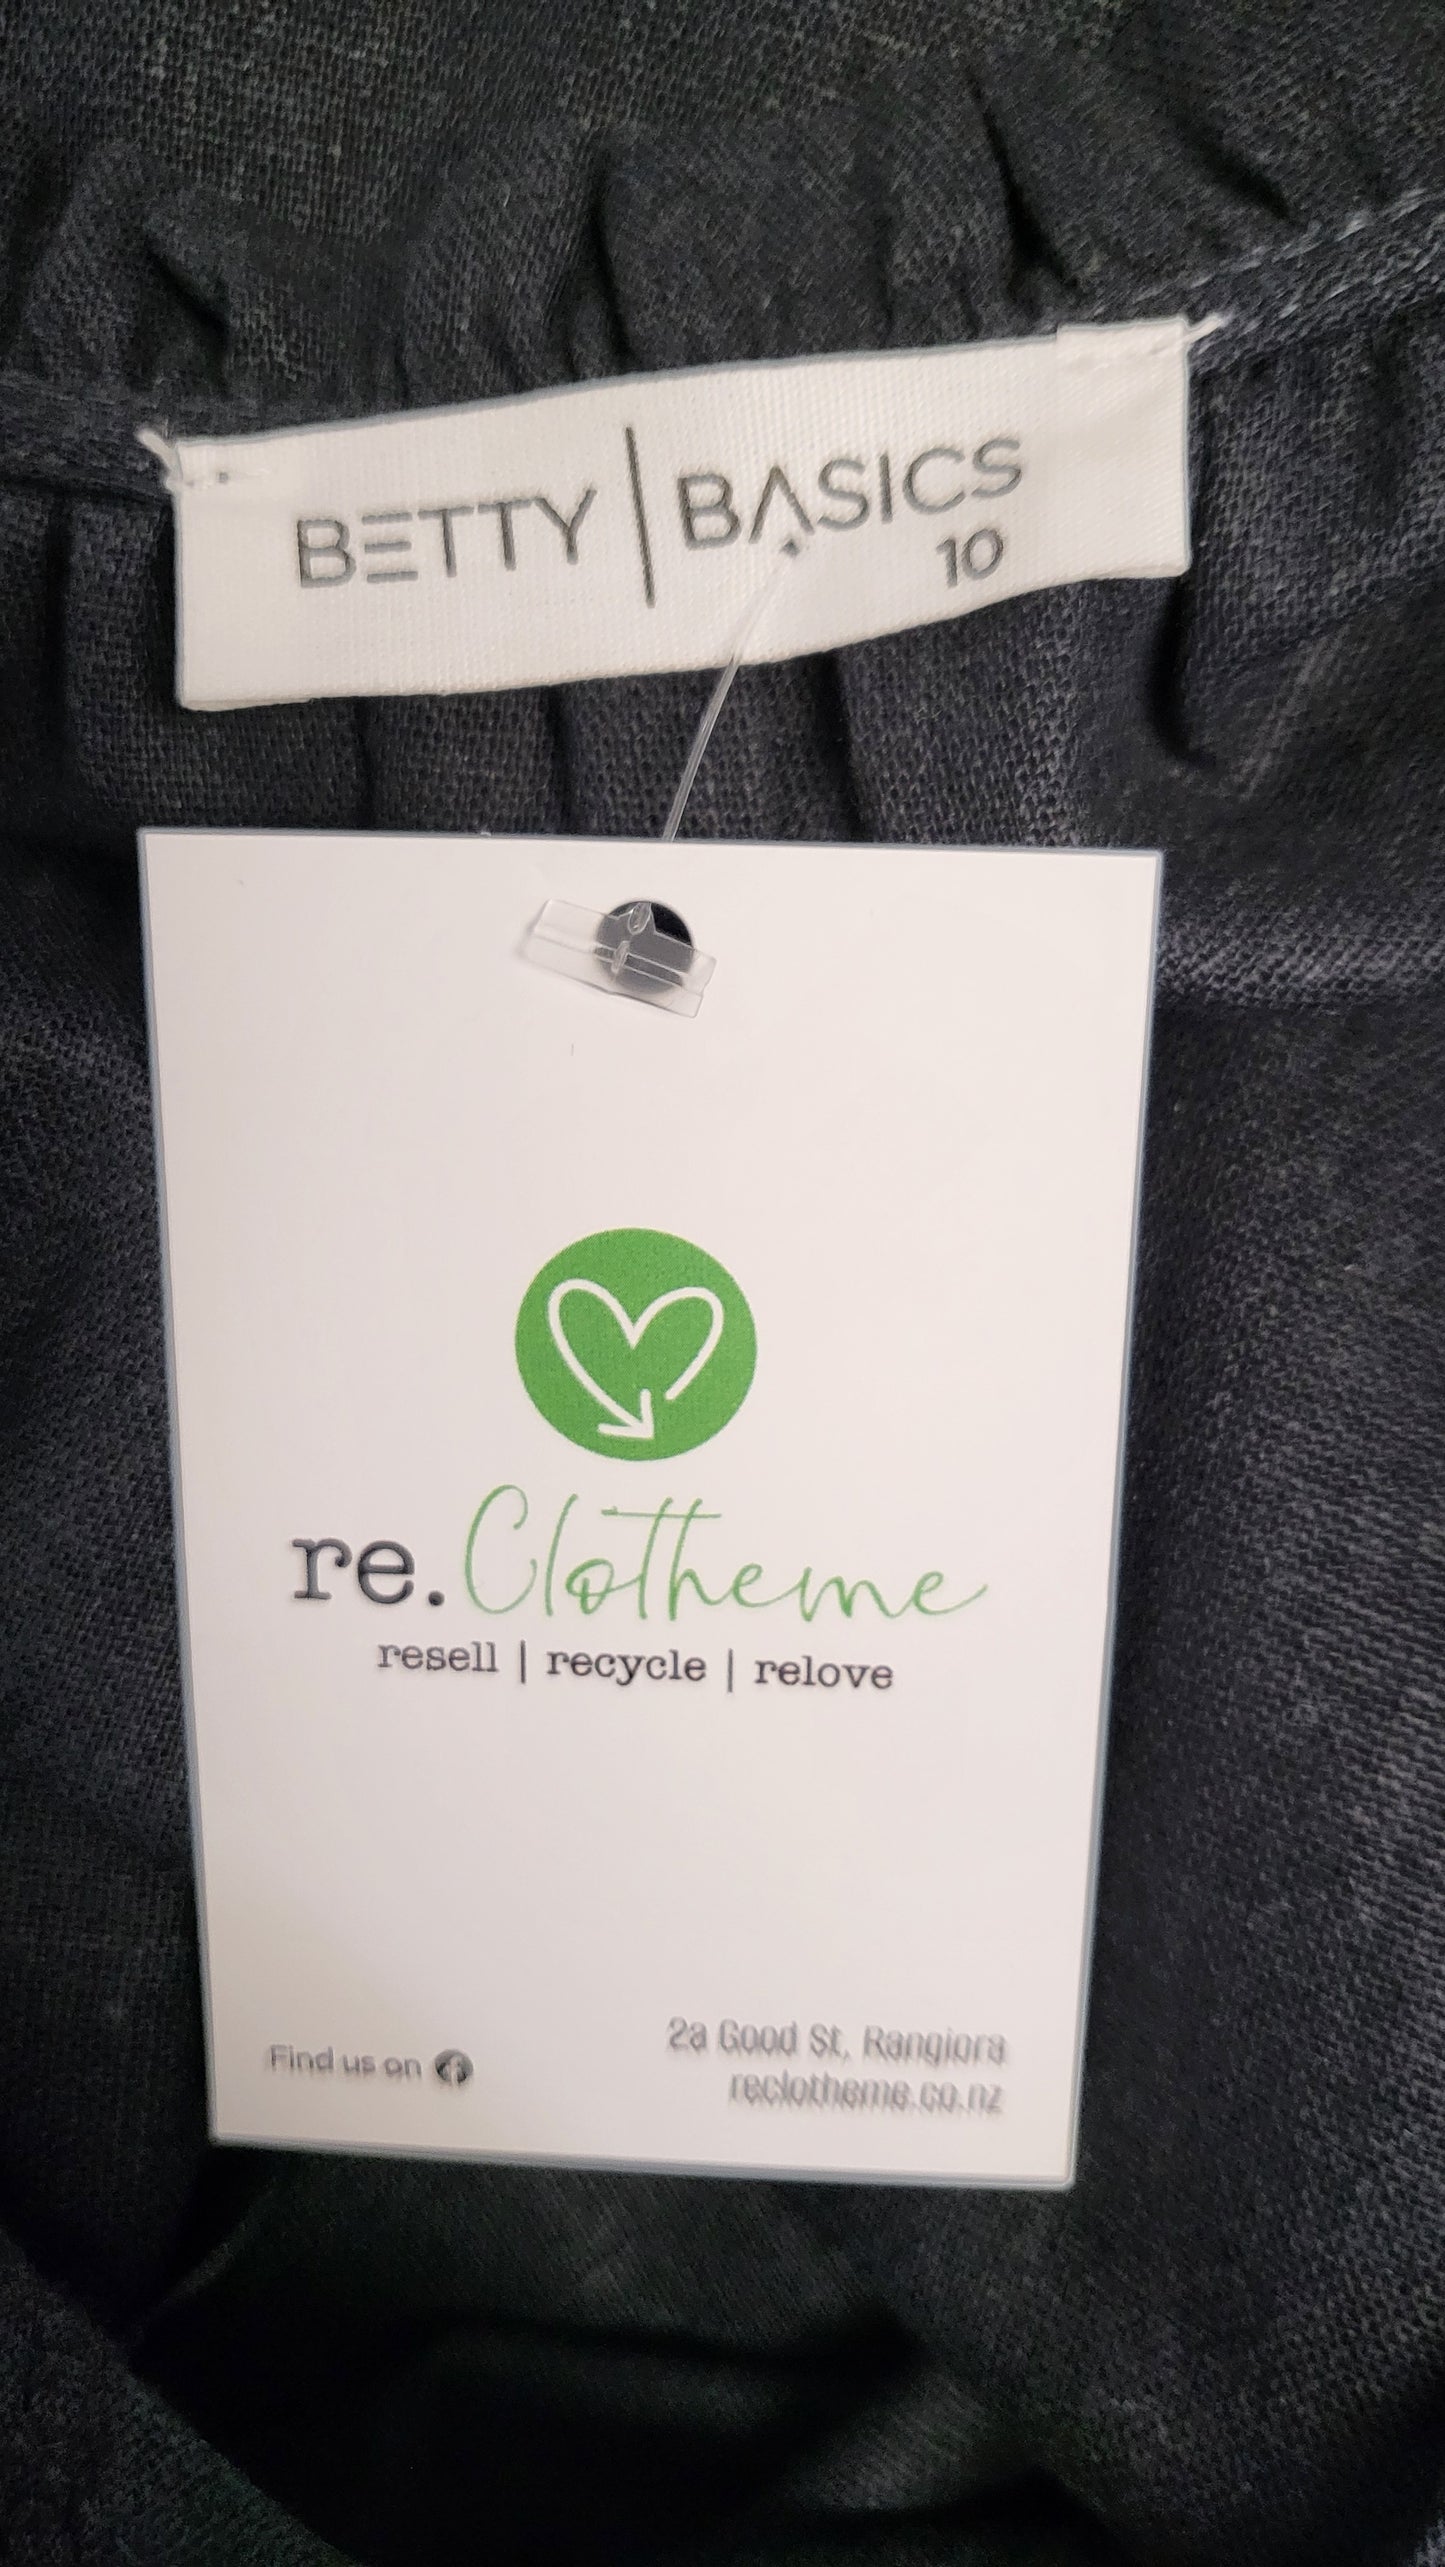 BETTY | BASICS
10
re.Clotheme
resell | recycle | relove
Find us on
2a Good St, Rangiora
reclotheme.co.nz